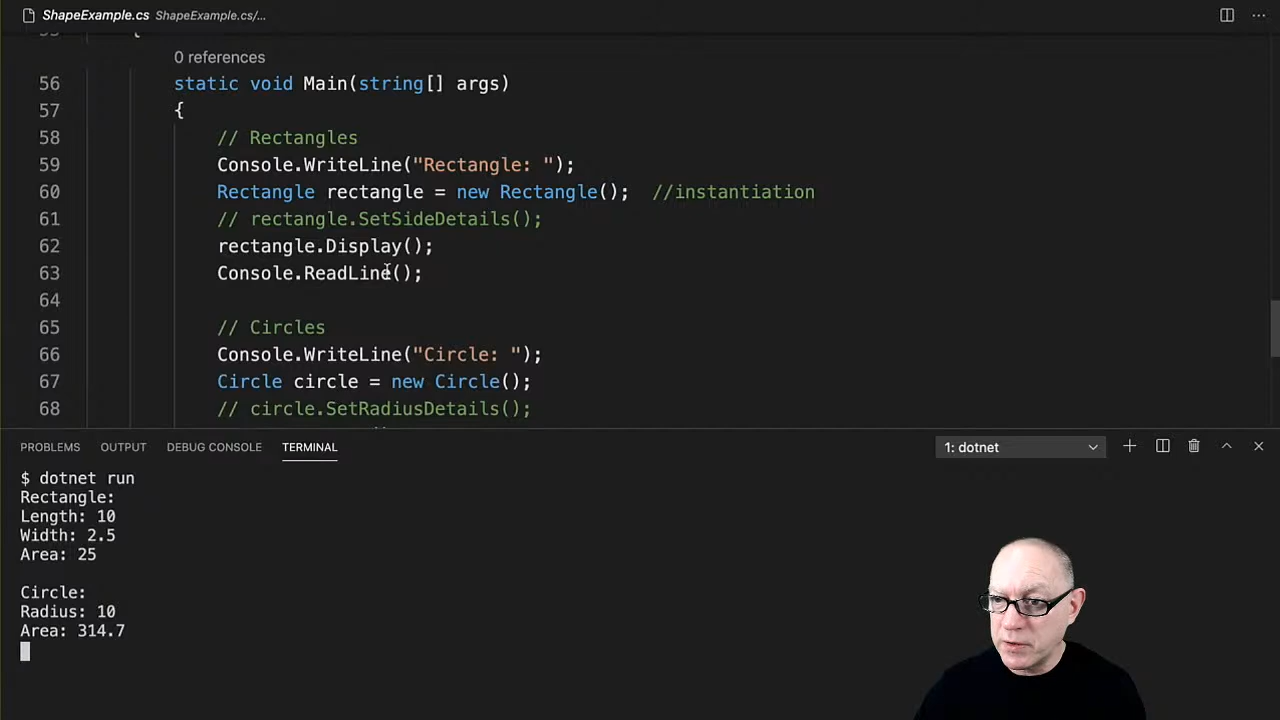 ShapeExample.cs ShapeExample.cs/...
55 {
0 references
56 static void Main(string[] args)
57 {
58 // Rectangles
59 Console.WriteLine("Rectangle: ");
60 Rectangle rectangle = new Rectangle(); //instantiation
61 // rectangle.SetSideDetails();
62 rectangle.Display();
63 Console.ReadLine();
64
65 // Circles
66 Console.WriteLine("Circle: ");
67 Circle circle = new Circle();
68 // circle.SetRadiusDetails();
PROBLEMS OUTPUT DEBUG CONSOLE TERMINAL 1: dotnet
$ dotnet run
Rectangle:
Length: 10
Width: 2.5
Area: 25
Circle:
Radius: 10
Area: 314.7